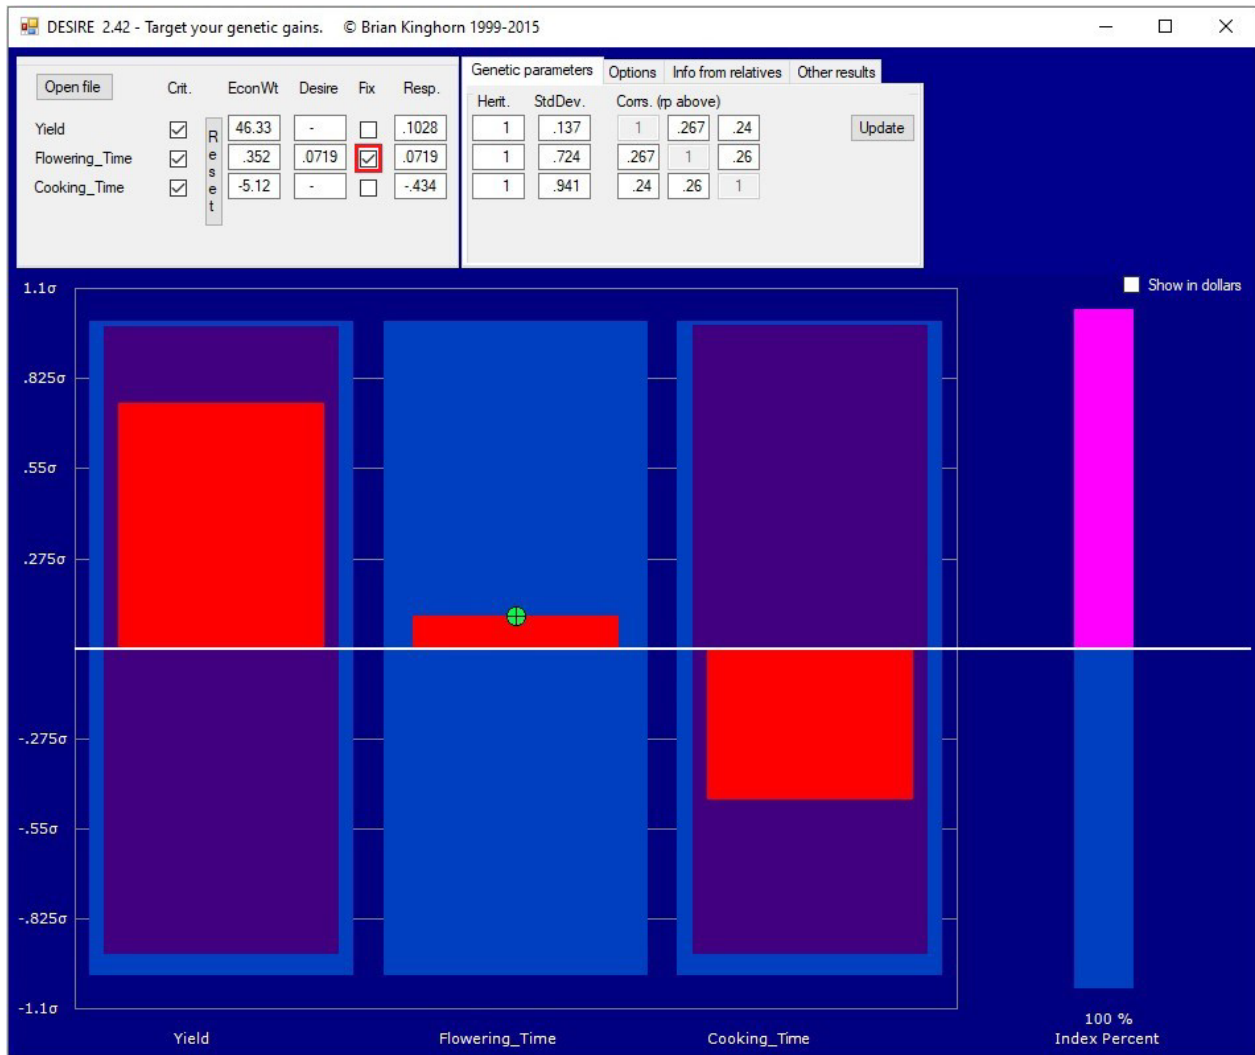 DESIRE 2.42 - Target your genetic gains. © Brian Kinghorn 1999-2015
Open file Crit. EconWt Desire Fix Resp.
Yield 46.33 - .1028
Flowering_Time .352 .0719 .0719
Cooking_Time -5.12 - -.434
Reset
Genetic parameters Options Info from relatives Other results
Herit. StdDev. Corrs. (rp above)
1 .137 1 .267 .24 Update
1 .724 .267 1 .26
1 .941 .24 .26 1
Show in dollars
1.1σ
.825σ
.55σ
.275σ
-.275σ
-.55σ
-.825σ
-1.1σ
Yield Flowering_Time Cooking_Time
100 %
Index Percent